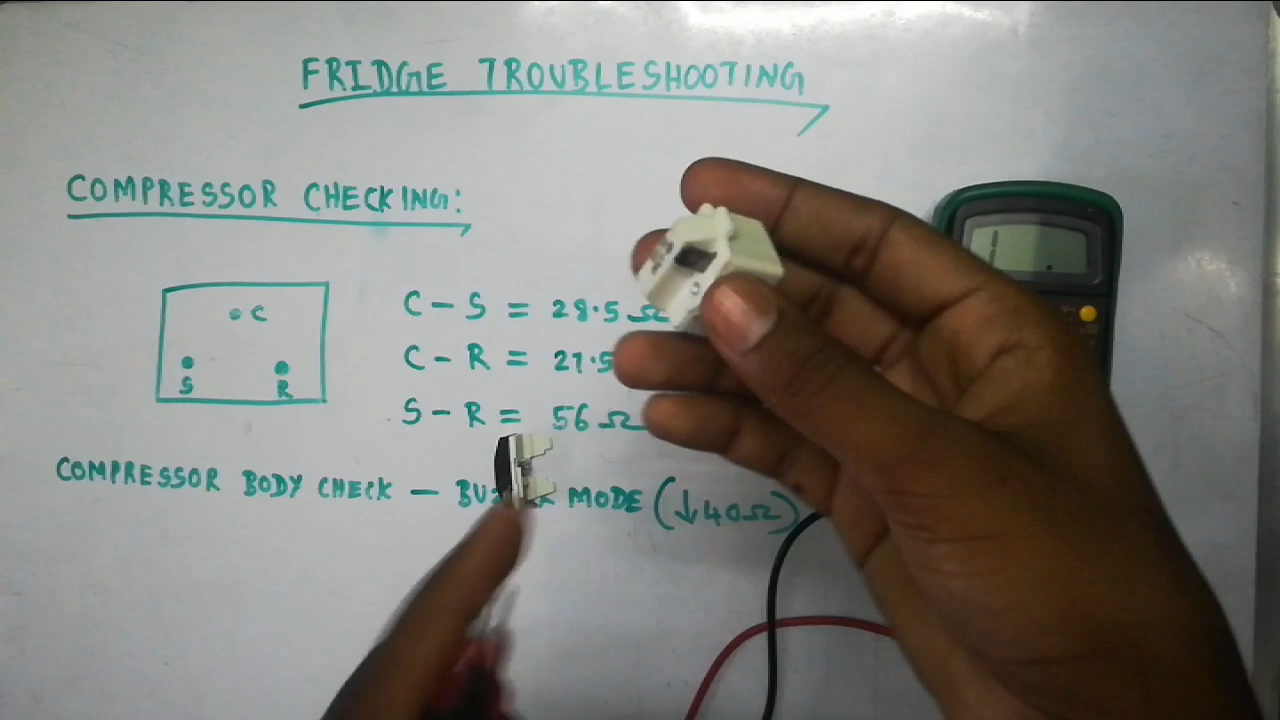 FRIDGE TROUBLESHOOTING
COMPRESSOR CHECKING:
C
S
R
C - S = 28.5 Ω
C - R = 27.5
S - R = 56 Ω
COMPRESSOR BODY CHECK - MODE (↓40Ω)